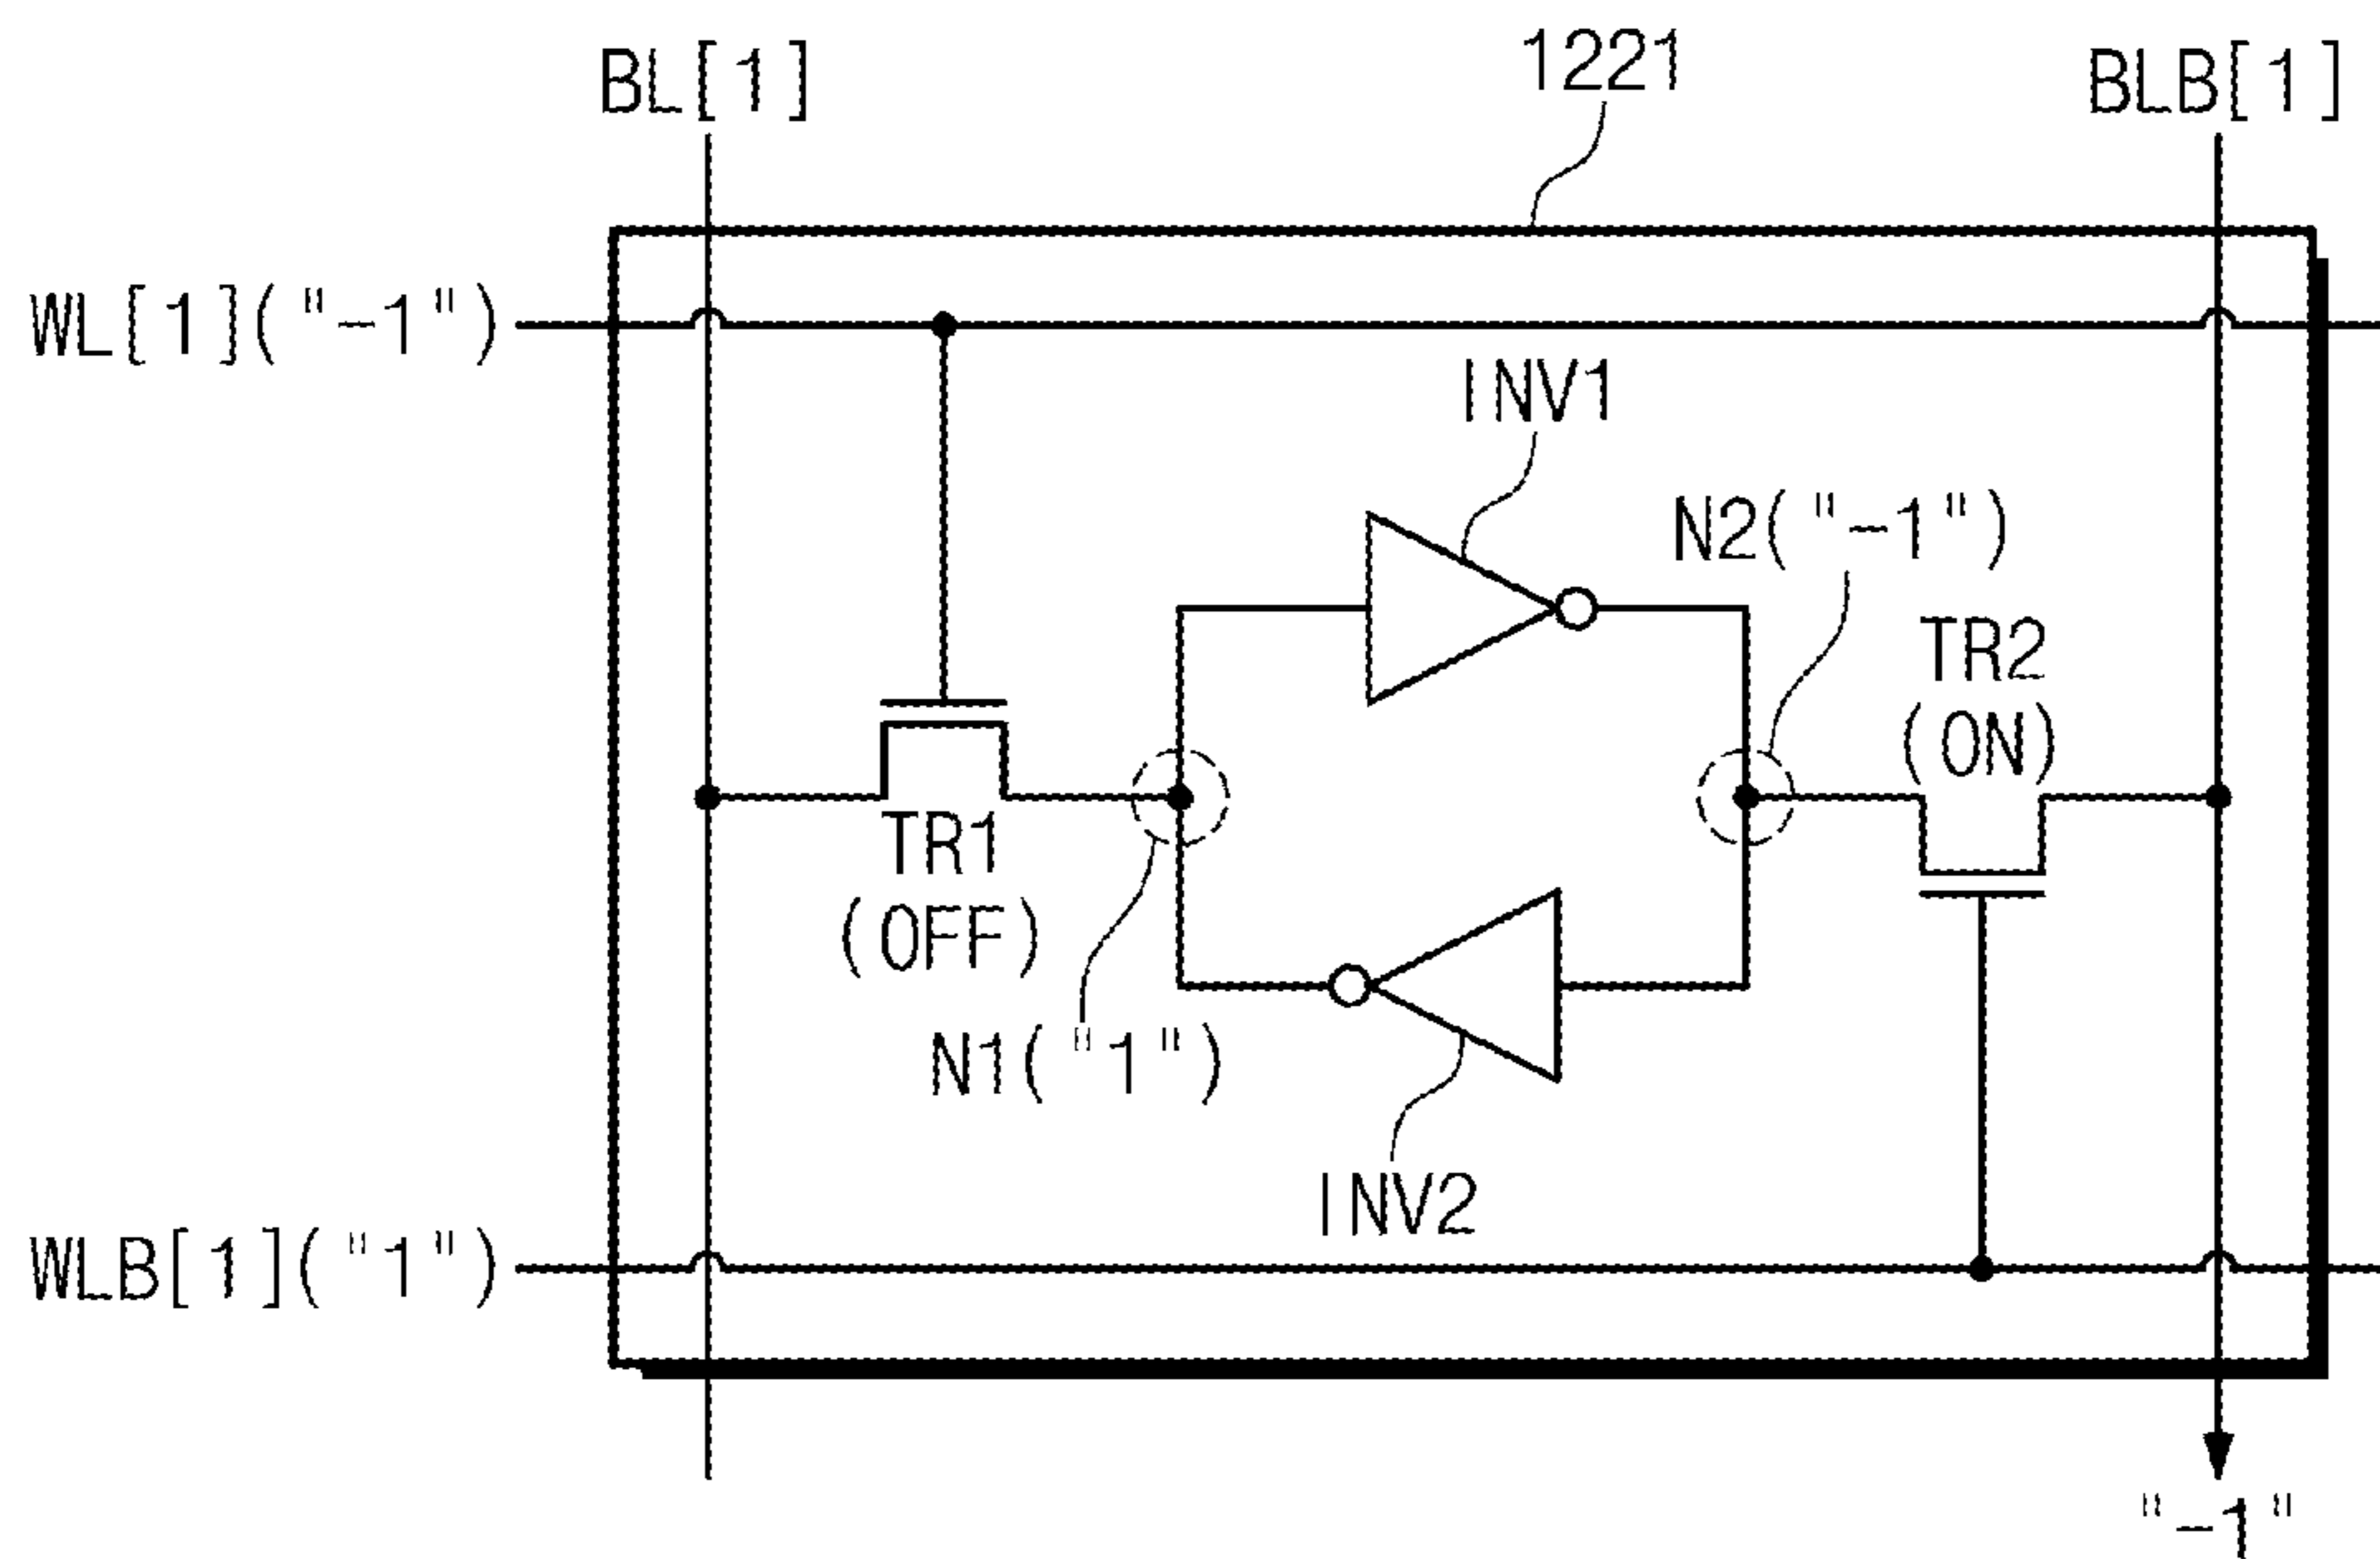 BL[1]
1221
BLB[1]
WL[1]("-1")
INV1
N2("-1")
TR2
(ON)
TR1
(OFF)
N1("1")
INV2
WLB[1]("1")
"-1"